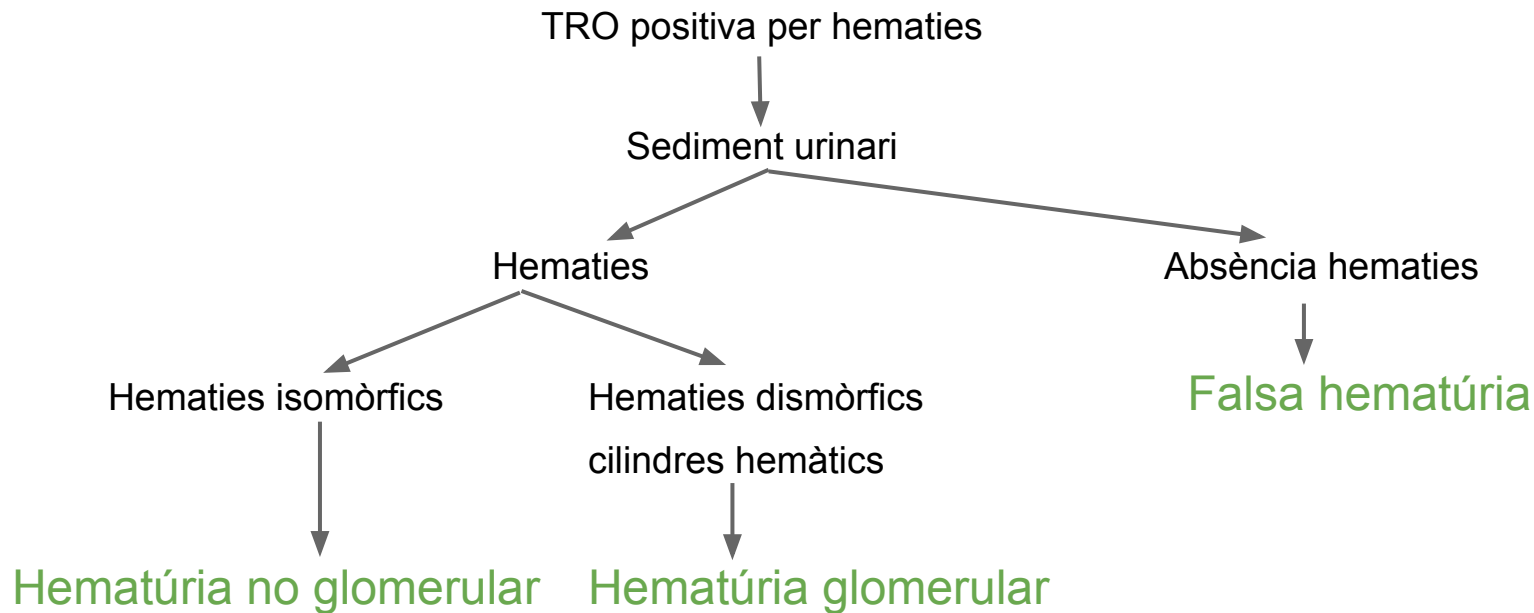 TRO positiva per hematies
Sediment urinari
Hematies
Absència hematies
Hematies isomòrfics
Hematies dismòrfics
cilindres hemàtics
Falsa hematúria
Hematúria no glomerular
Hematúria glomerular